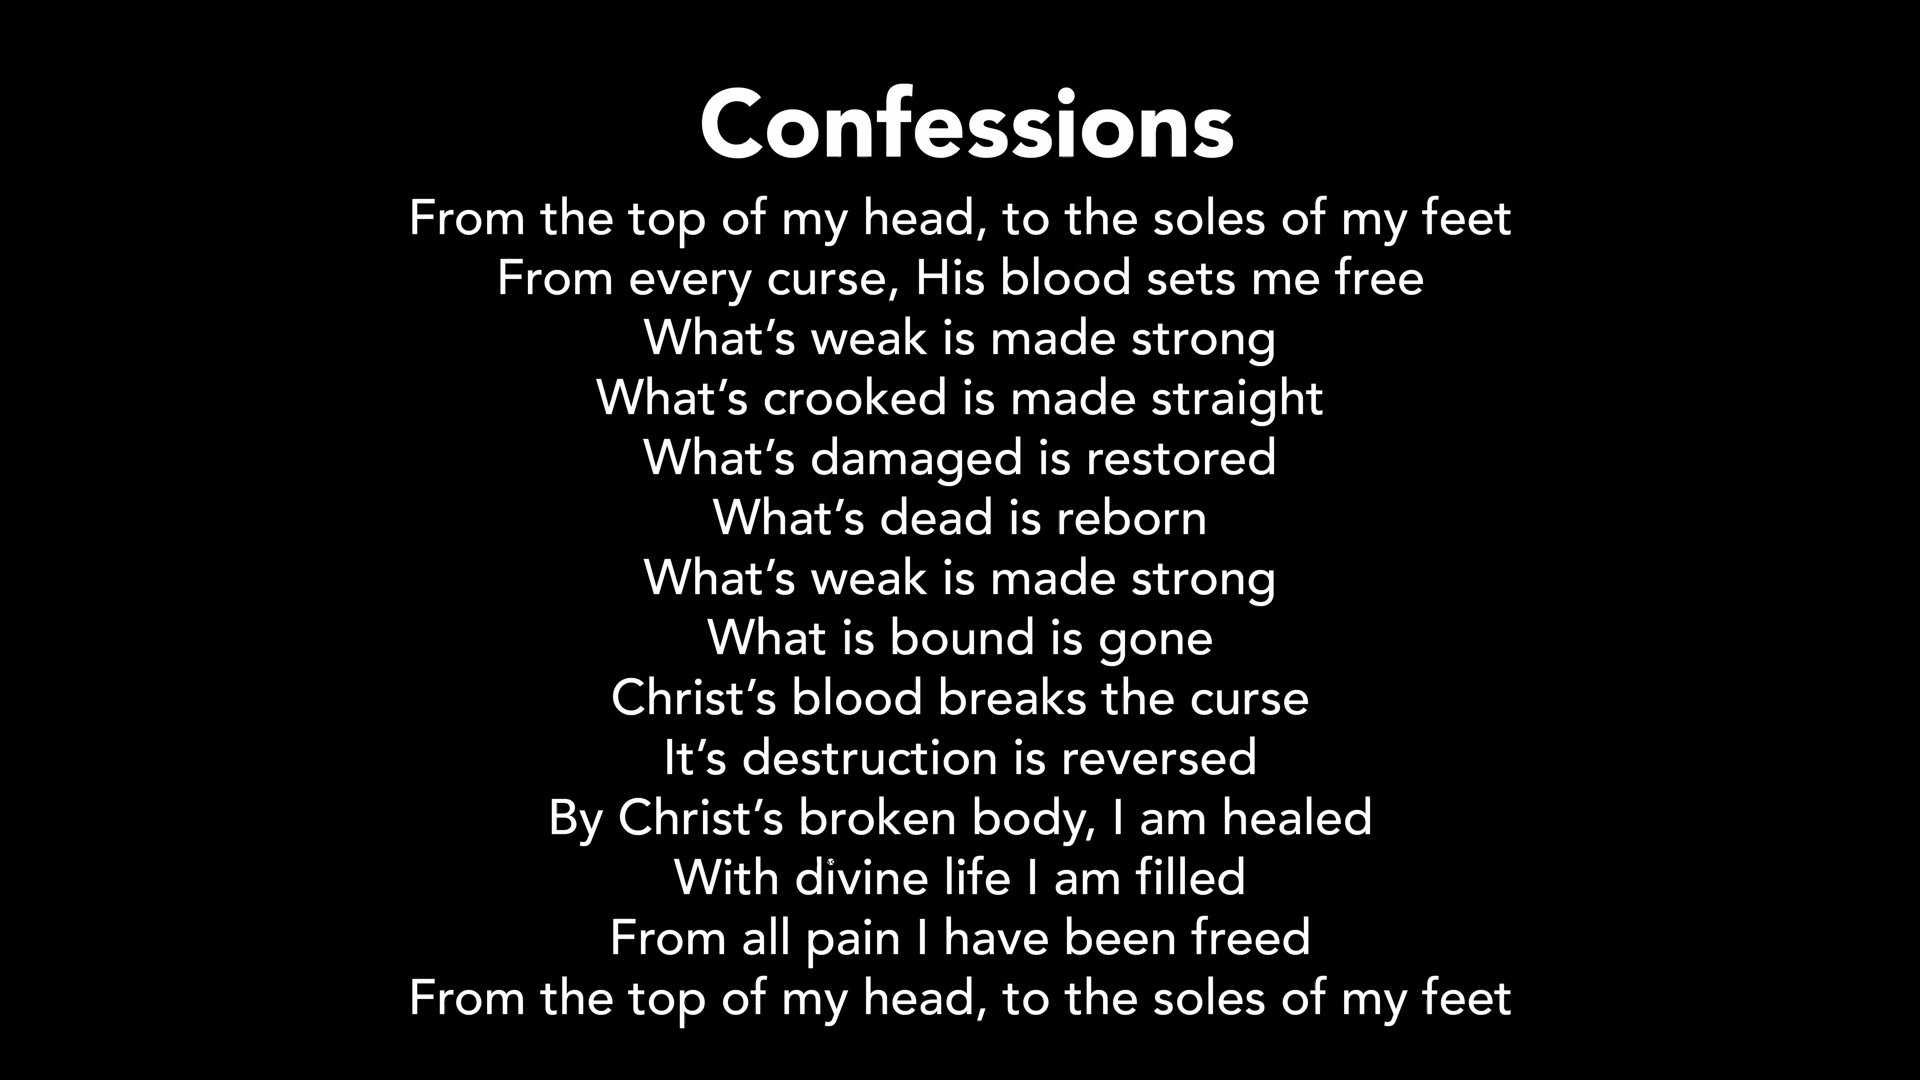 Confessions
From the top of my head, to the soles of my feet
From every curse, His blood sets me free
What’s weak is made strong
What’s crooked is made straight
What’s damaged is restored
What’s dead is reborn
What’s weak is made strong
What is bound is gone
Christ’s blood breaks the curse
It’s destruction is reversed
By Christ’s broken body, I am healed
With divine life I am filled
From all pain I have been freed
From the top of my head, to the soles of my feet